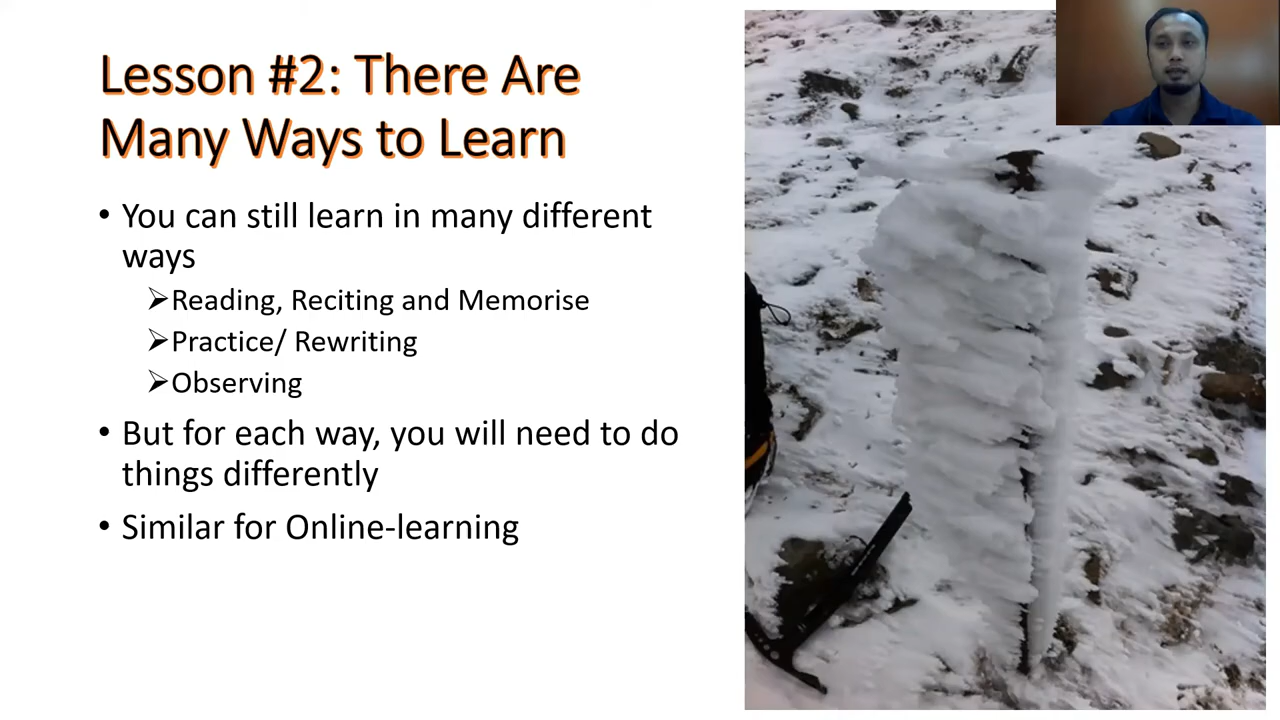 Lesson #2: There Are
Many Ways to Learn
• You can still learn in many different
ways
➢Reading, Reciting and Memorise
➢Practice/ Rewriting
➢Observing
• But for each way, you will need to do
things differently
• Similar for Online-learning